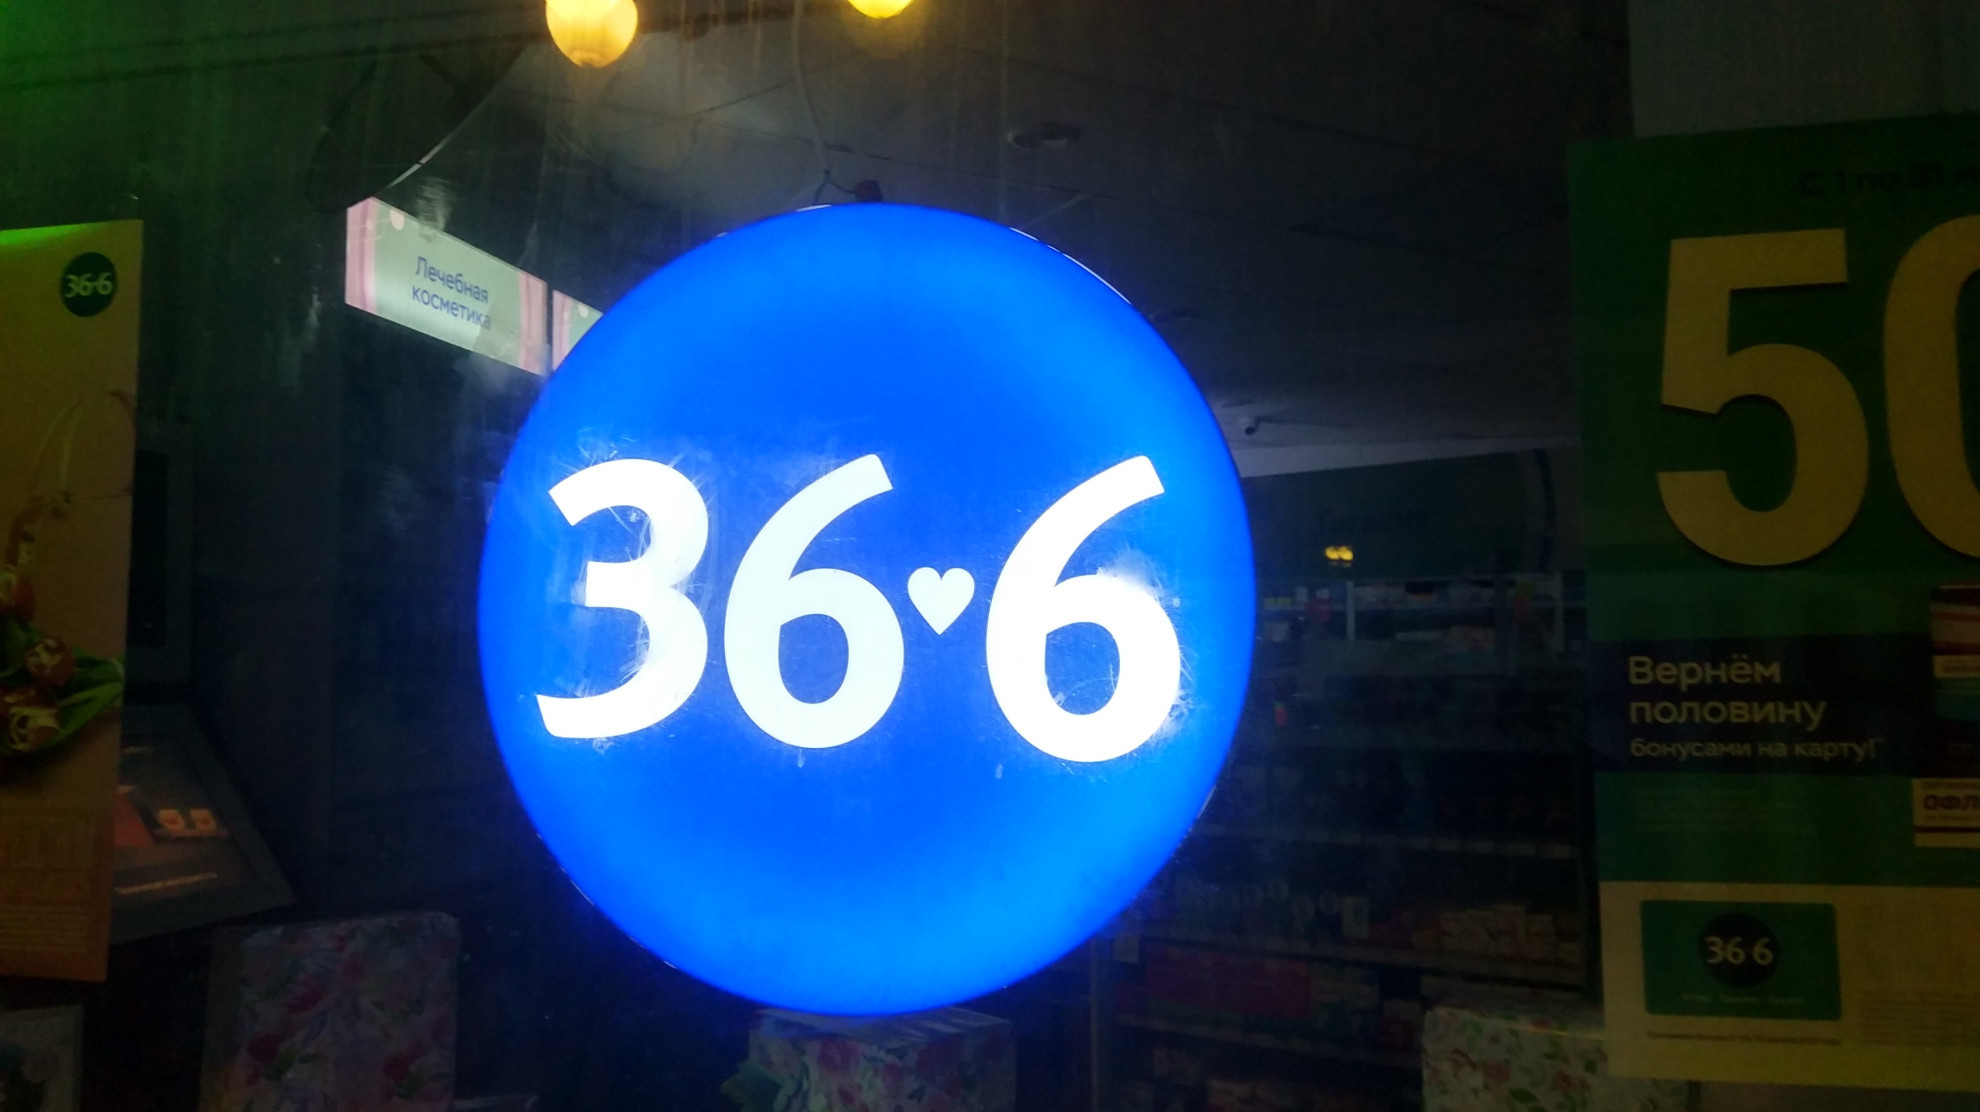 36·6
Лечебная
косметика
36♥6
50
Вернём
половину
бонусами на карту!
36 6